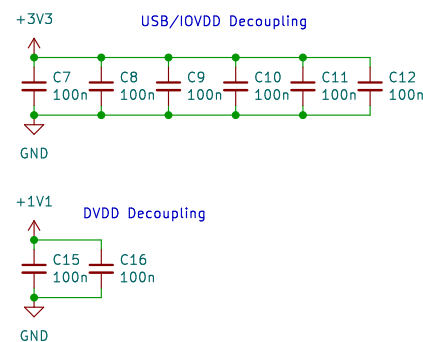 +3V3
USB/IOVDD Decoupling
C7 C8 C9 C10 C11 C12
100n 100n 100n 100n 100n 100n
GND
+1V1
DVDD Decoupling
C15 C16
100n 100n
GND